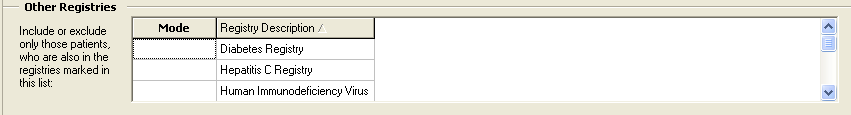 Other Registries
Include or exclude
only those patients,
who are also in the
registries marked in
this list:
Mode Registry Description
Diabetes Registry
Hepatitis C Registry
Human Immunodeficiency Virus